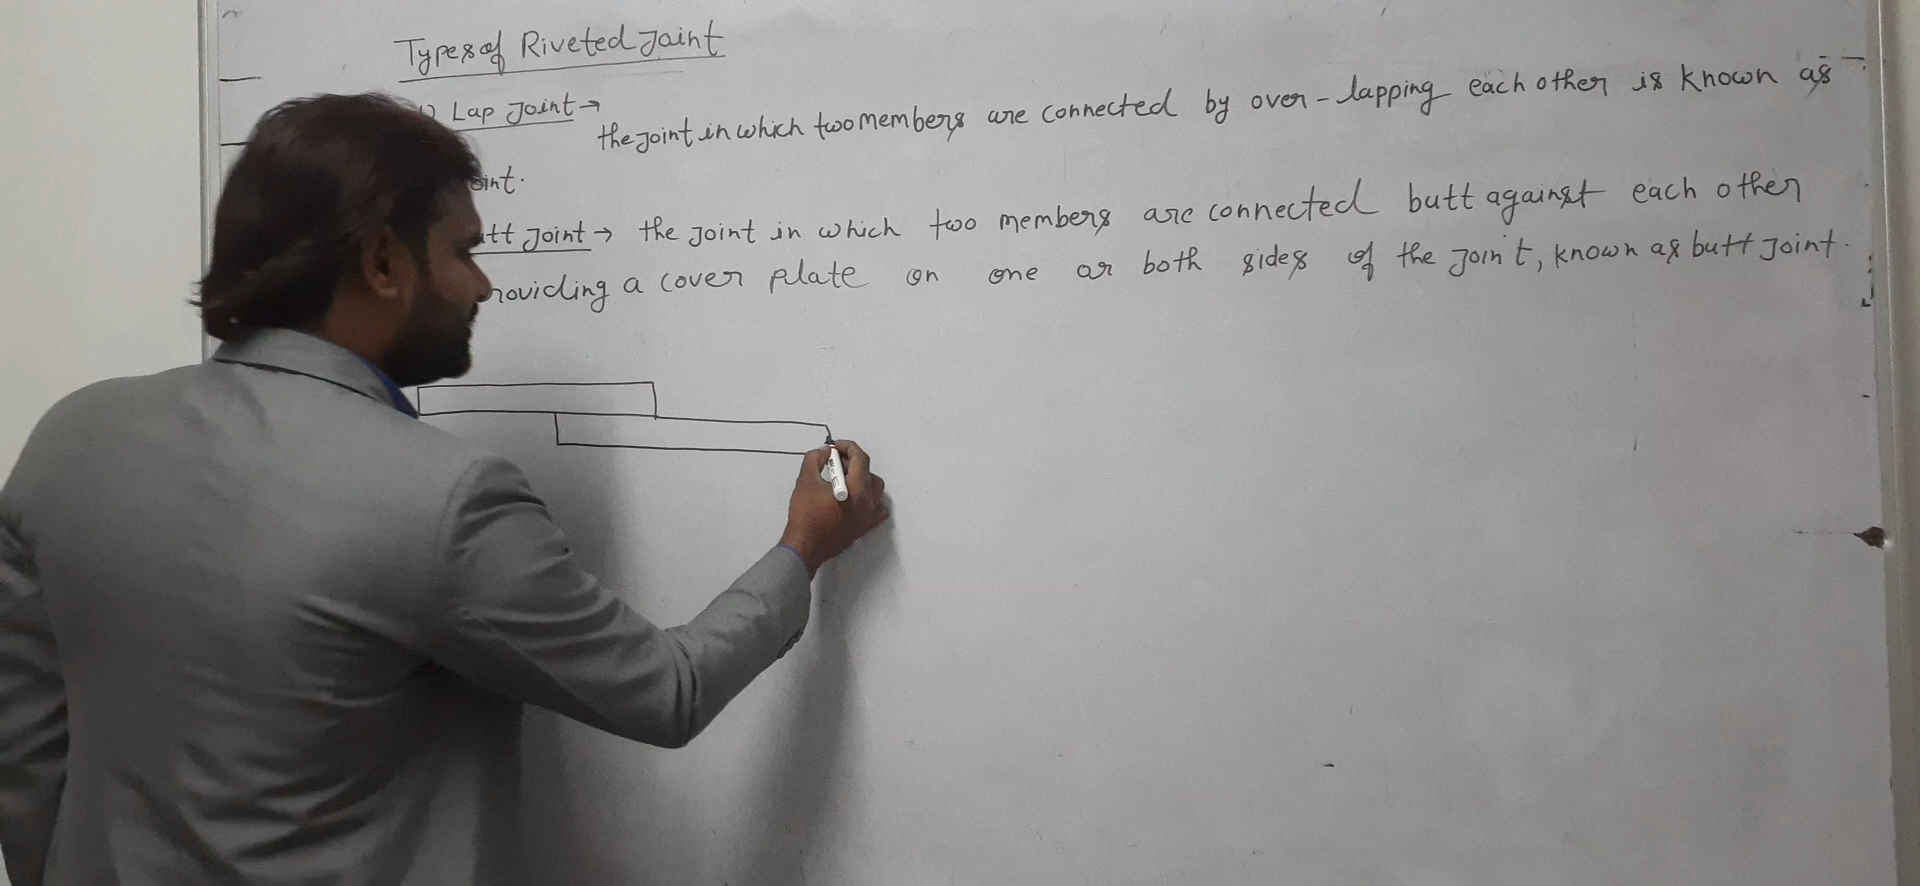 Types of Riveted Joint
1) Lap Joint →
the joint in which two members are connected by over-lapping each other is known as
oint.
utt Joint → the joint in which two members are connected butt against each other
roviding a cover plate on one or both sides of the joint, known as butt joint.